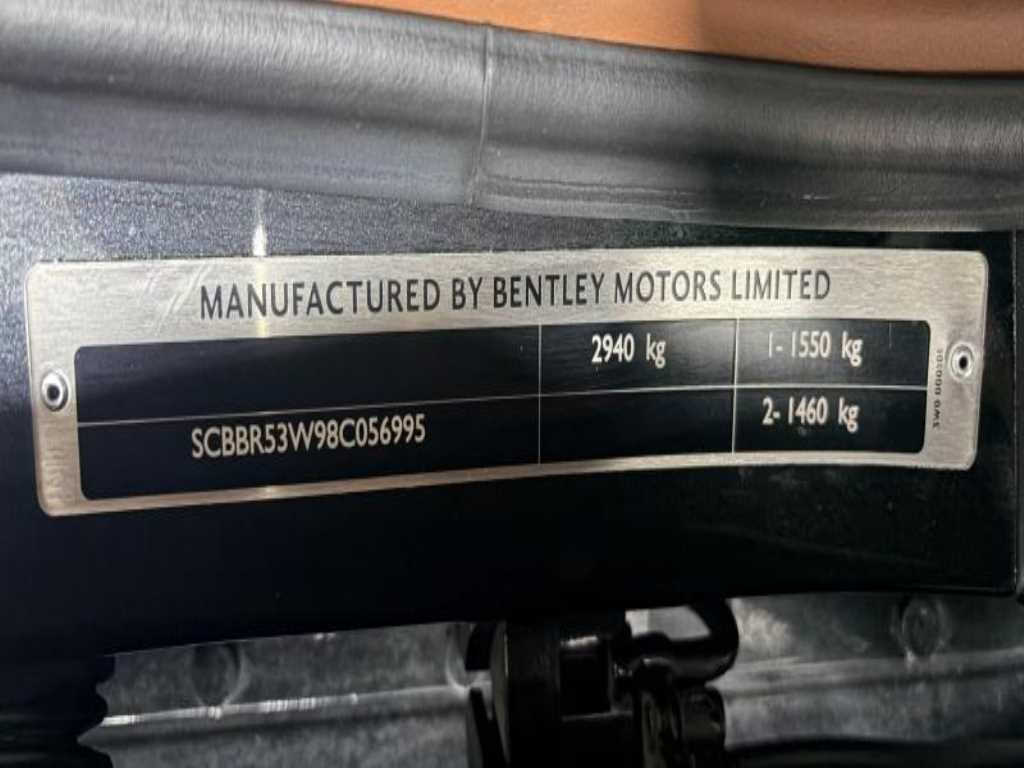 MANUFACTURED BY BENTLEY MOTORS LIMITED
2940 kg
1- 1550 kg
SCBBR53W98C056995
2- 1460 kg